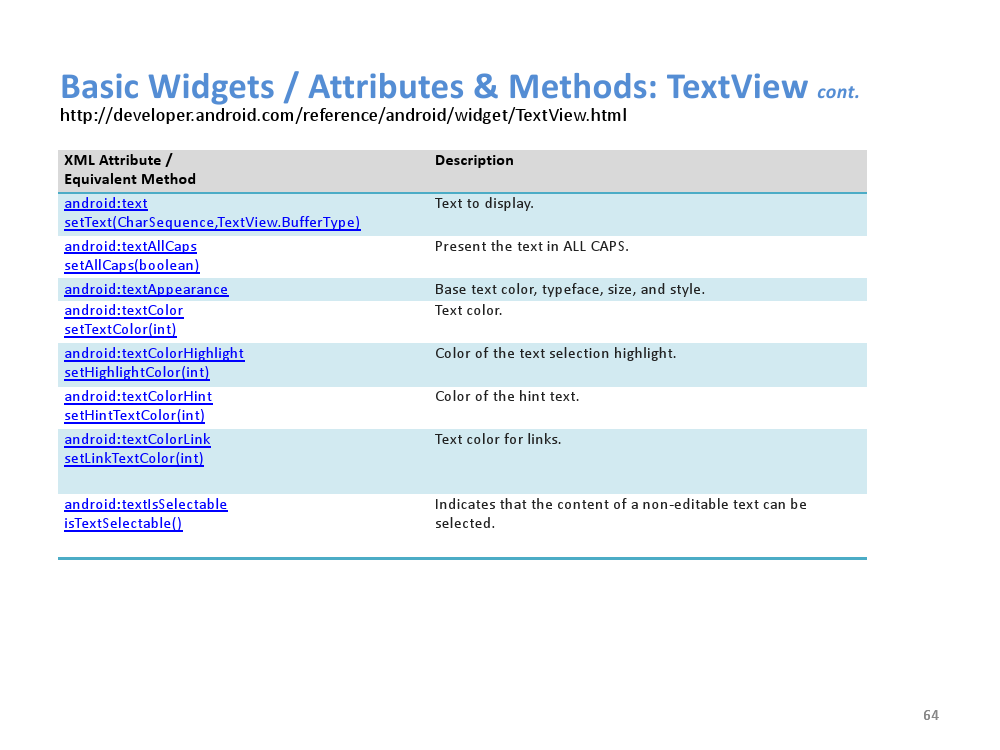 Basic Widgets / Attributes & Methods: TextView cont.
http://developer.android.com/reference/android/widget/TextView.html
XML Attribute / Description
Equivalent Method
android:text Text to display.
setText(CharSequence,TextView.BufferType)
android:textAllCaps Present the text in ALL CAPS.
setAllCaps(boolean)
android:textAppearance Base text color, typeface, size, and style.
android:textColor Text color.
setTextColor(int)
android:textColorHighlight Color of the text selection highlight.
setHighlightColor(int)
android:textColorHint Color of the hint text.
setHintTextColor(int)
android:textColorLink Text color for links.
setLinkTextColor(int)
android:textIsSelectable Indicates that the content of a non-editable text can be
isTextSelectable() selected.
64